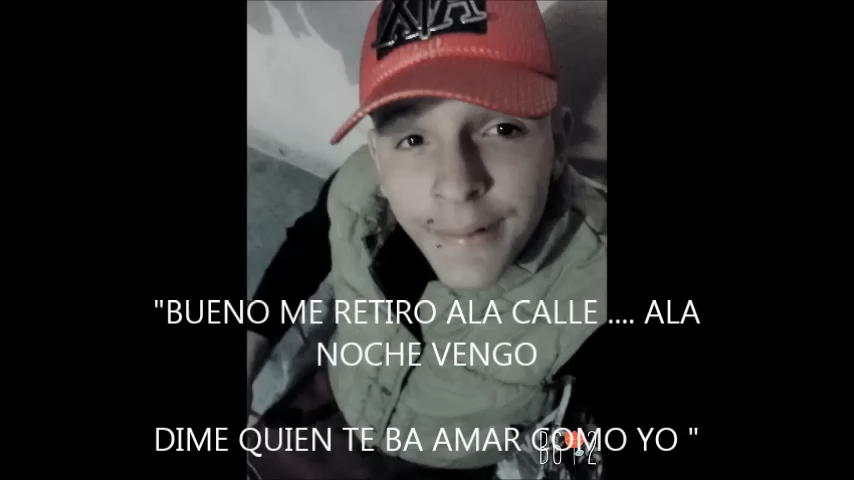 "BUENO ME RETIRO ALA CALLE .... ALA
NOCHE VENGO
DIME QUIEN TE BA AMAR COMO YO "